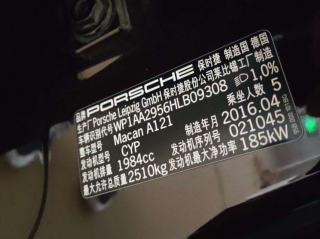 品牌 PORSCHE 保时捷 制造国 德国
生产厂 Porsche Leipzig GmbH 保时捷股份公司莱比锡工厂
车辆识别代号 WP1AA2956HLB09308 1,0%
整车型号 Macan A121 乘坐人数 5
发动机型号 CYP 制造年月 2016.04
发动机排量 1984cc 发动机序列号 021045
最大允许总质量 2510kg 发动机最大净功率 185kW